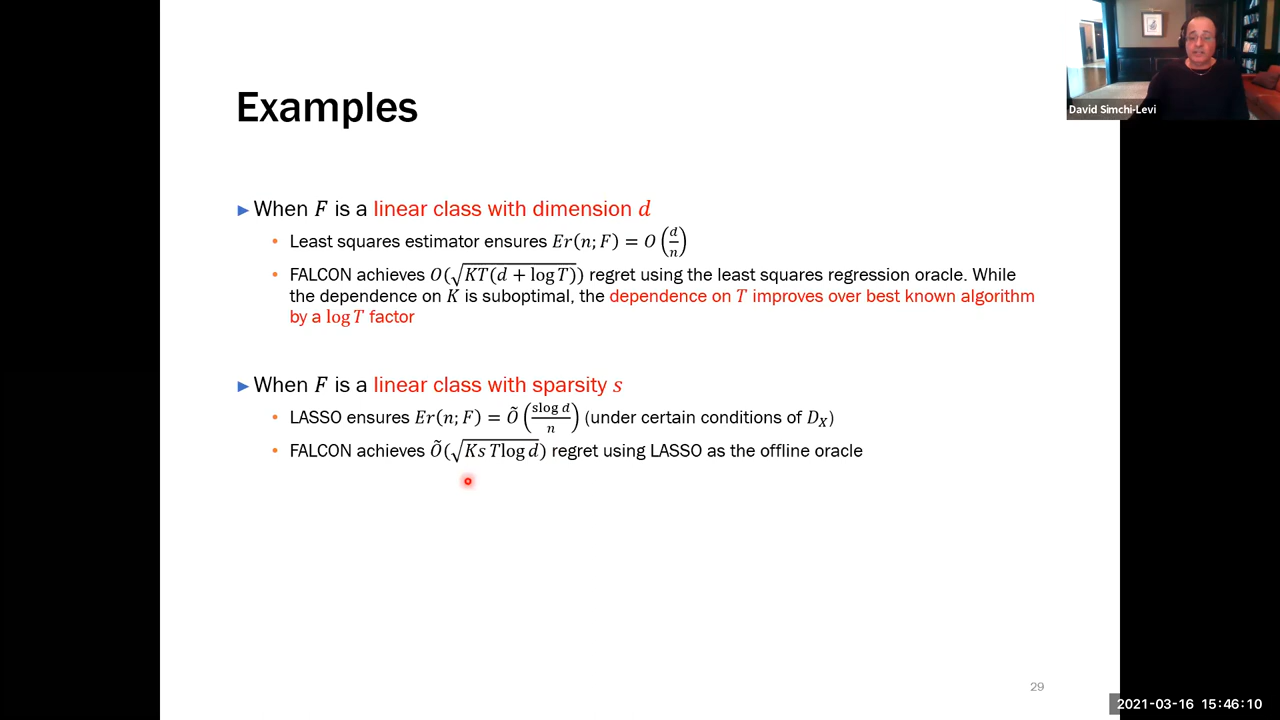 David Simchi-Levi
Examples
► When F is a linear class with dimension d
• Least squares estimator ensures Er(n; F) = O(d/n)
• FALCON achieves O(√KT(d + log T)) regret using the least squares regression oracle. While
the dependence on K is suboptimal, the dependence on T improves over best known algorithm
by a log T factor
► When F is a linear class with sparsity s
• LASSO ensures Er(n; F) = Õ(slog d/n) (under certain conditions of D_X)
• FALCON achieves Õ(√Ks Tlog d) regret using LASSO as the offline oracle
29
2021-03-16 15:46:10